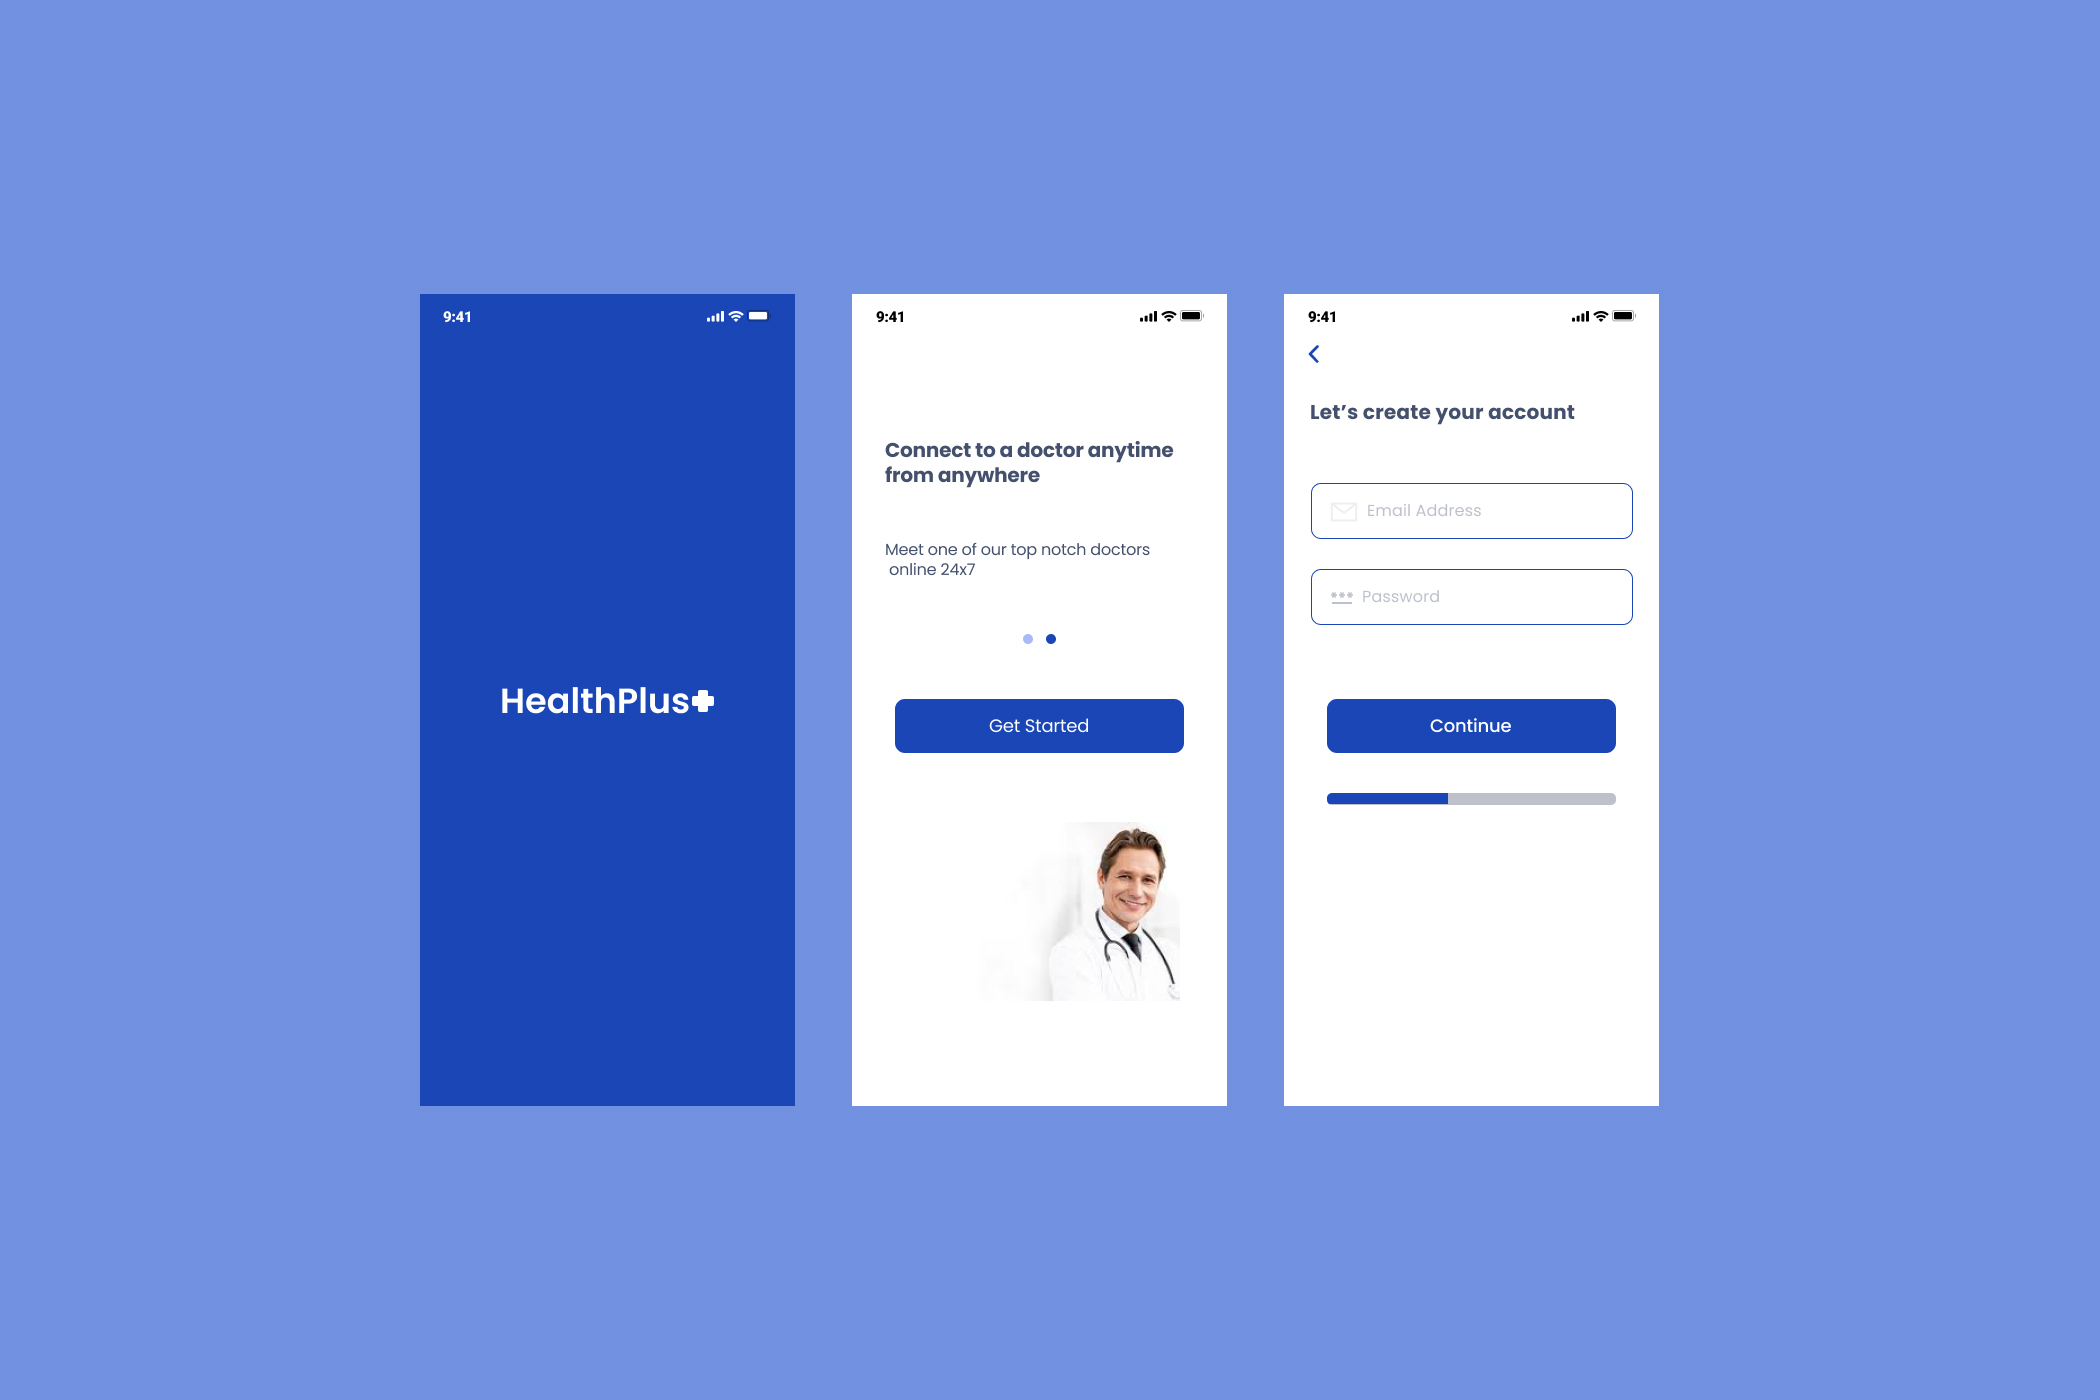 9:41
HealthPlus
9:41
Connect to a doctor anytime
from anywhere
Meet one of our top notch doctors
online 24x7
Get Started
9:41
Let’s create your account
Email Address
*** Password
Continue